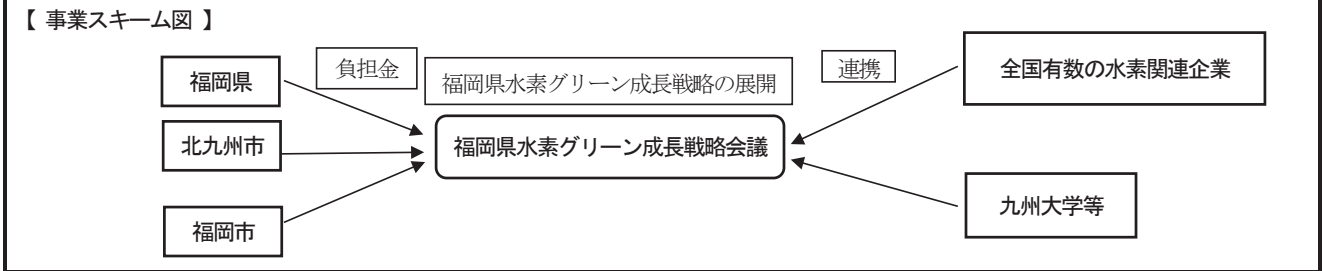 【 事業スキーム図 】
福岡県
負担金
福岡県水素グリーン成長戦略の展開
連携
全国有数の水素関連企業
北九州市
福岡県水素グリーン成長戦略会議
福岡市
九州大学等